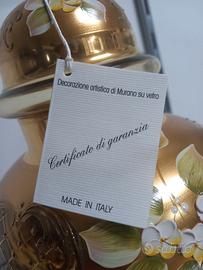 Decorazione artistica di Murano su vetro
Certificato di garanzia
MADE IN ITALY